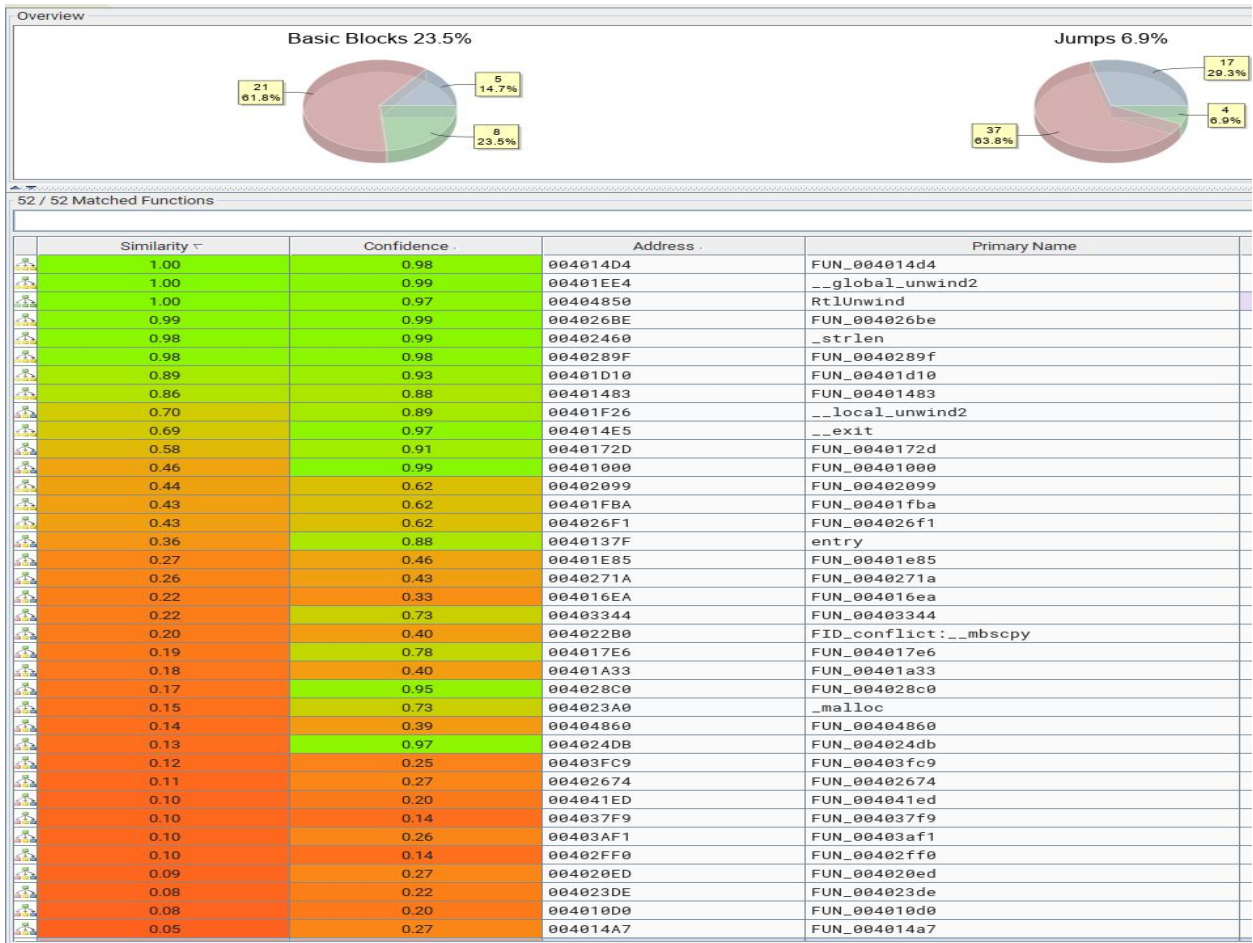 Overview
Basic Blocks 23.5%
Jumps 6.9%
21
61.8%
5
14.7%
8
23.5%
17
29.3%
4
6.9%
37
63.8%
52 / 52 Matched Functions
Similarity Confidence Address Primary Name
1.00 0.98 004014D4 FUN_004014d4
1.00 0.99 00401EE4 __global_unwind2
1.00 0.97 00404850 RtlUnwind
0.99 0.99 004026BE FUN_004026be
0.98 0.99 00402460 _strlen
0.98 0.98 0040289F FUN_0040289f
0.89 0.93 00401D10 FUN_00401d10
0.86 0.88 00401483 FUN_00401483
0.70 0.89 00401F26 __local_unwind2
0.69 0.97 004014E5 __exit
0.58 0.91 0040172D FUN_0040172d
0.46 0.99 00401000 FUN_00401000
0.44 0.62 00402099 FUN_00402099
0.43 0.62 00401FBA FUN_00401fba
0.43 0.62 004026F1 FUN_004026f1
0.36 0.88 0040137F entry
0.27 0.46 00401E85 FUN_00401e85
0.26 0.43 0040271A FUN_0040271a
0.22 0.33 004016EA FUN_004016ea
0.22 0.73 00403344 FUN_00403344
0.20 0.40 004022B0 FID_conflict:__mbscpy
0.19 0.78 004017E6 FUN_004017e6
0.18 0.40 00401A33 FUN_00401a33
0.17 0.95 004028C0 FUN_004028c0
0.15 0.73 004023A0 _malloc
0.14 0.39 00404860 FUN_00404860
0.13 0.97 004024DB FUN_004024db
0.12 0.25 00403FC9 FUN_00403fc9
0.11 0.27 00402674 FUN_00402674
0.10 0.20 004041ED FUN_004041ed
0.10 0.14 004037F9 FUN_004037f9
0.10 0.26 00403AF1 FUN_00403af1
0.10 0.14 00402FF0 FUN_00402ff0
0.09 0.27 004020ED FUN_004020ed
0.08 0.22 004023DE FUN_004023de
0.08 0.20 004010D0 FUN_004010d0
0.05 0.27 004014A7 FUN_004014a7